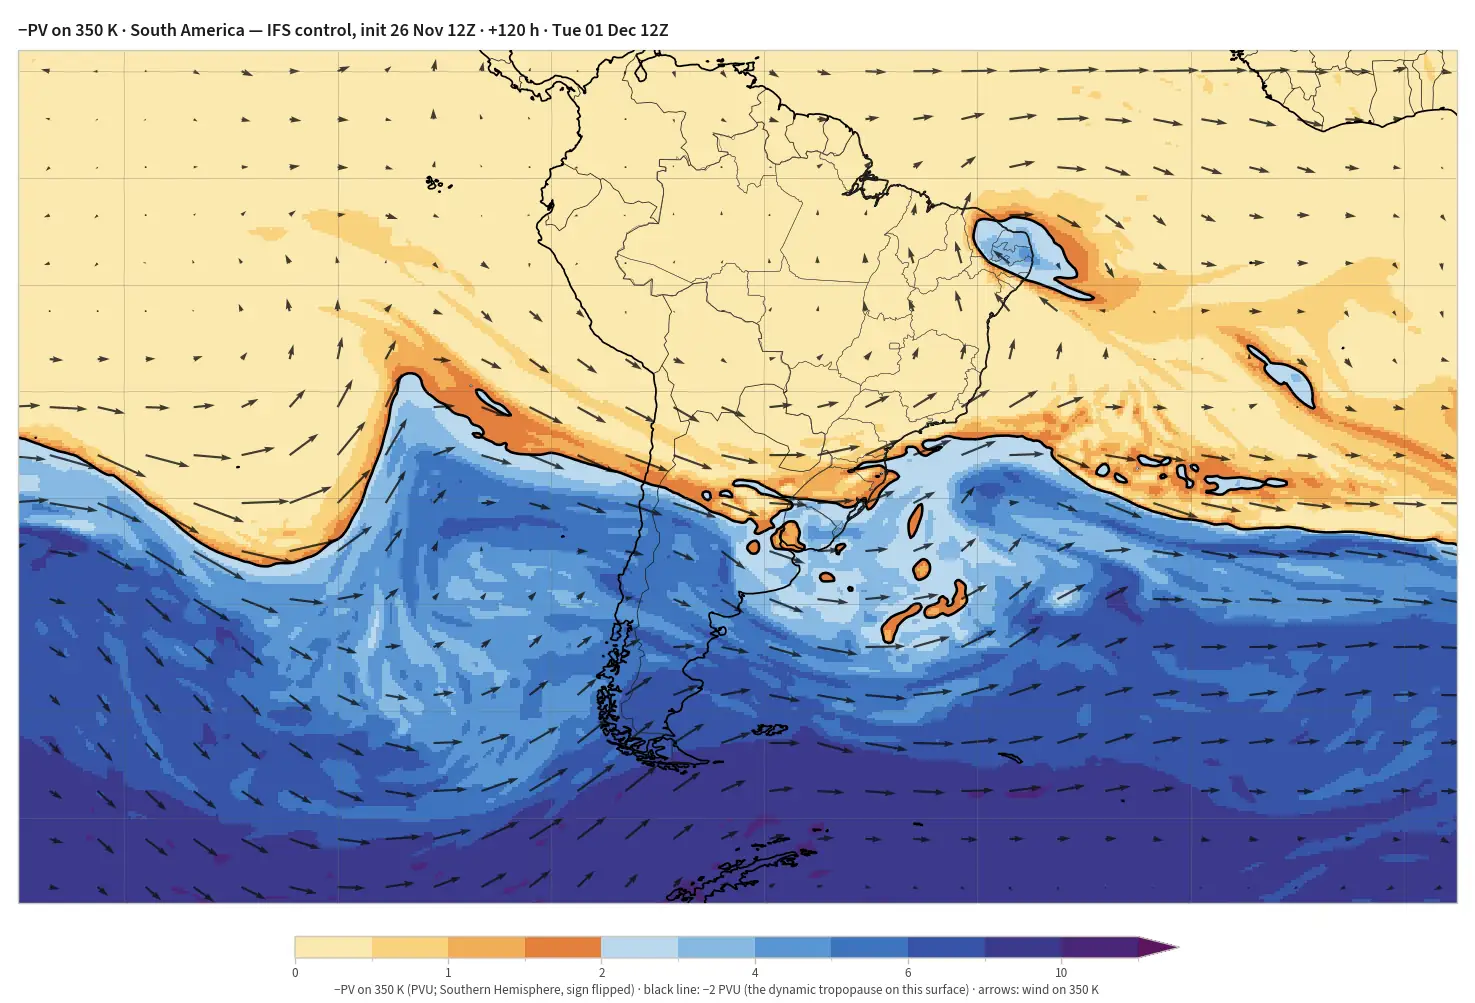 −PV on 350 K · South America — IFS control, init 26 Nov 12Z · +120 h · Tue 01 Dec 12Z
0 1 2 4 6 10
−PV on 350 K (PVU; Southern Hemisphere, sign flipped) · black line: −2 PVU (the dynamic tropopause on this surface) · arrows: wind on 350 K